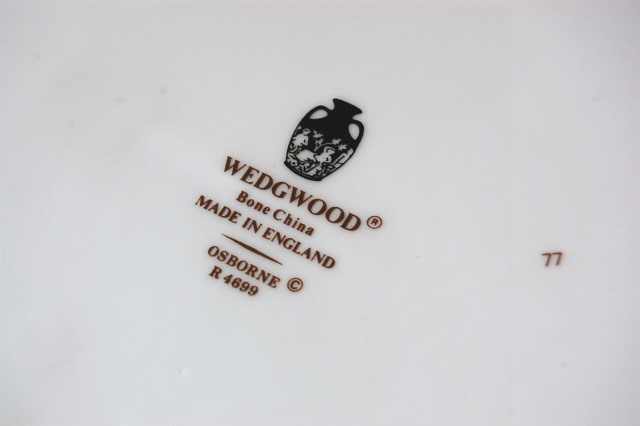 WEDGWOOD ®
Bone China
MADE IN ENGLAND
OSBORNE ©
R 4699
77